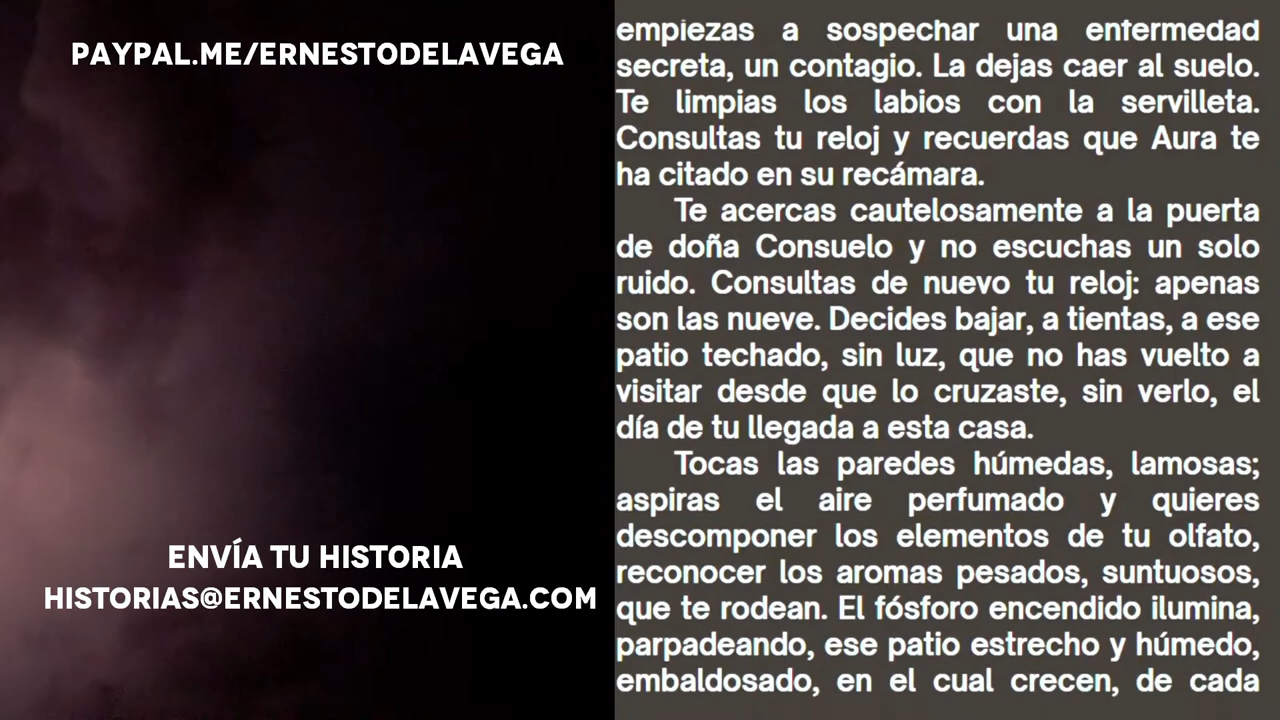 PAYPAL.ME/ERNESTODELAVEGA
ENVÍA TU HISTORIA
HISTORIAS@ERNESTODELAVEGA.COM
empiezas a sospechar una enfermedad
secreta, un contagio. La dejas caer al suelo.
Te limpias los labios con la servilleta.
Consultas tu reloj y recuerdas que Aura te
ha citado en su recámara.
Te acercas cautelosamente a la puerta
de doña Consuelo y no escuchas un solo
ruido. Consultas de nuevo tu reloj: apenas
son las nueve. Decides bajar, a tientas, a ese
patio techado, sin luz, que no has vuelto a
visitar desde que lo cruzaste, sin verlo, el
día de tu llegada a esta casa.
Tocas las paredes húmedas, lamosas;
aspiras el aire perfumado y quieres
descomponer los elementos de tu olfato,
reconocer los aromas pesados, suntuosos,
que te rodean. El fósforo encendido ilumina,
parpadeando, ese patio estrecho y húmedo,
embaldosado, en el cual crecen, de cada